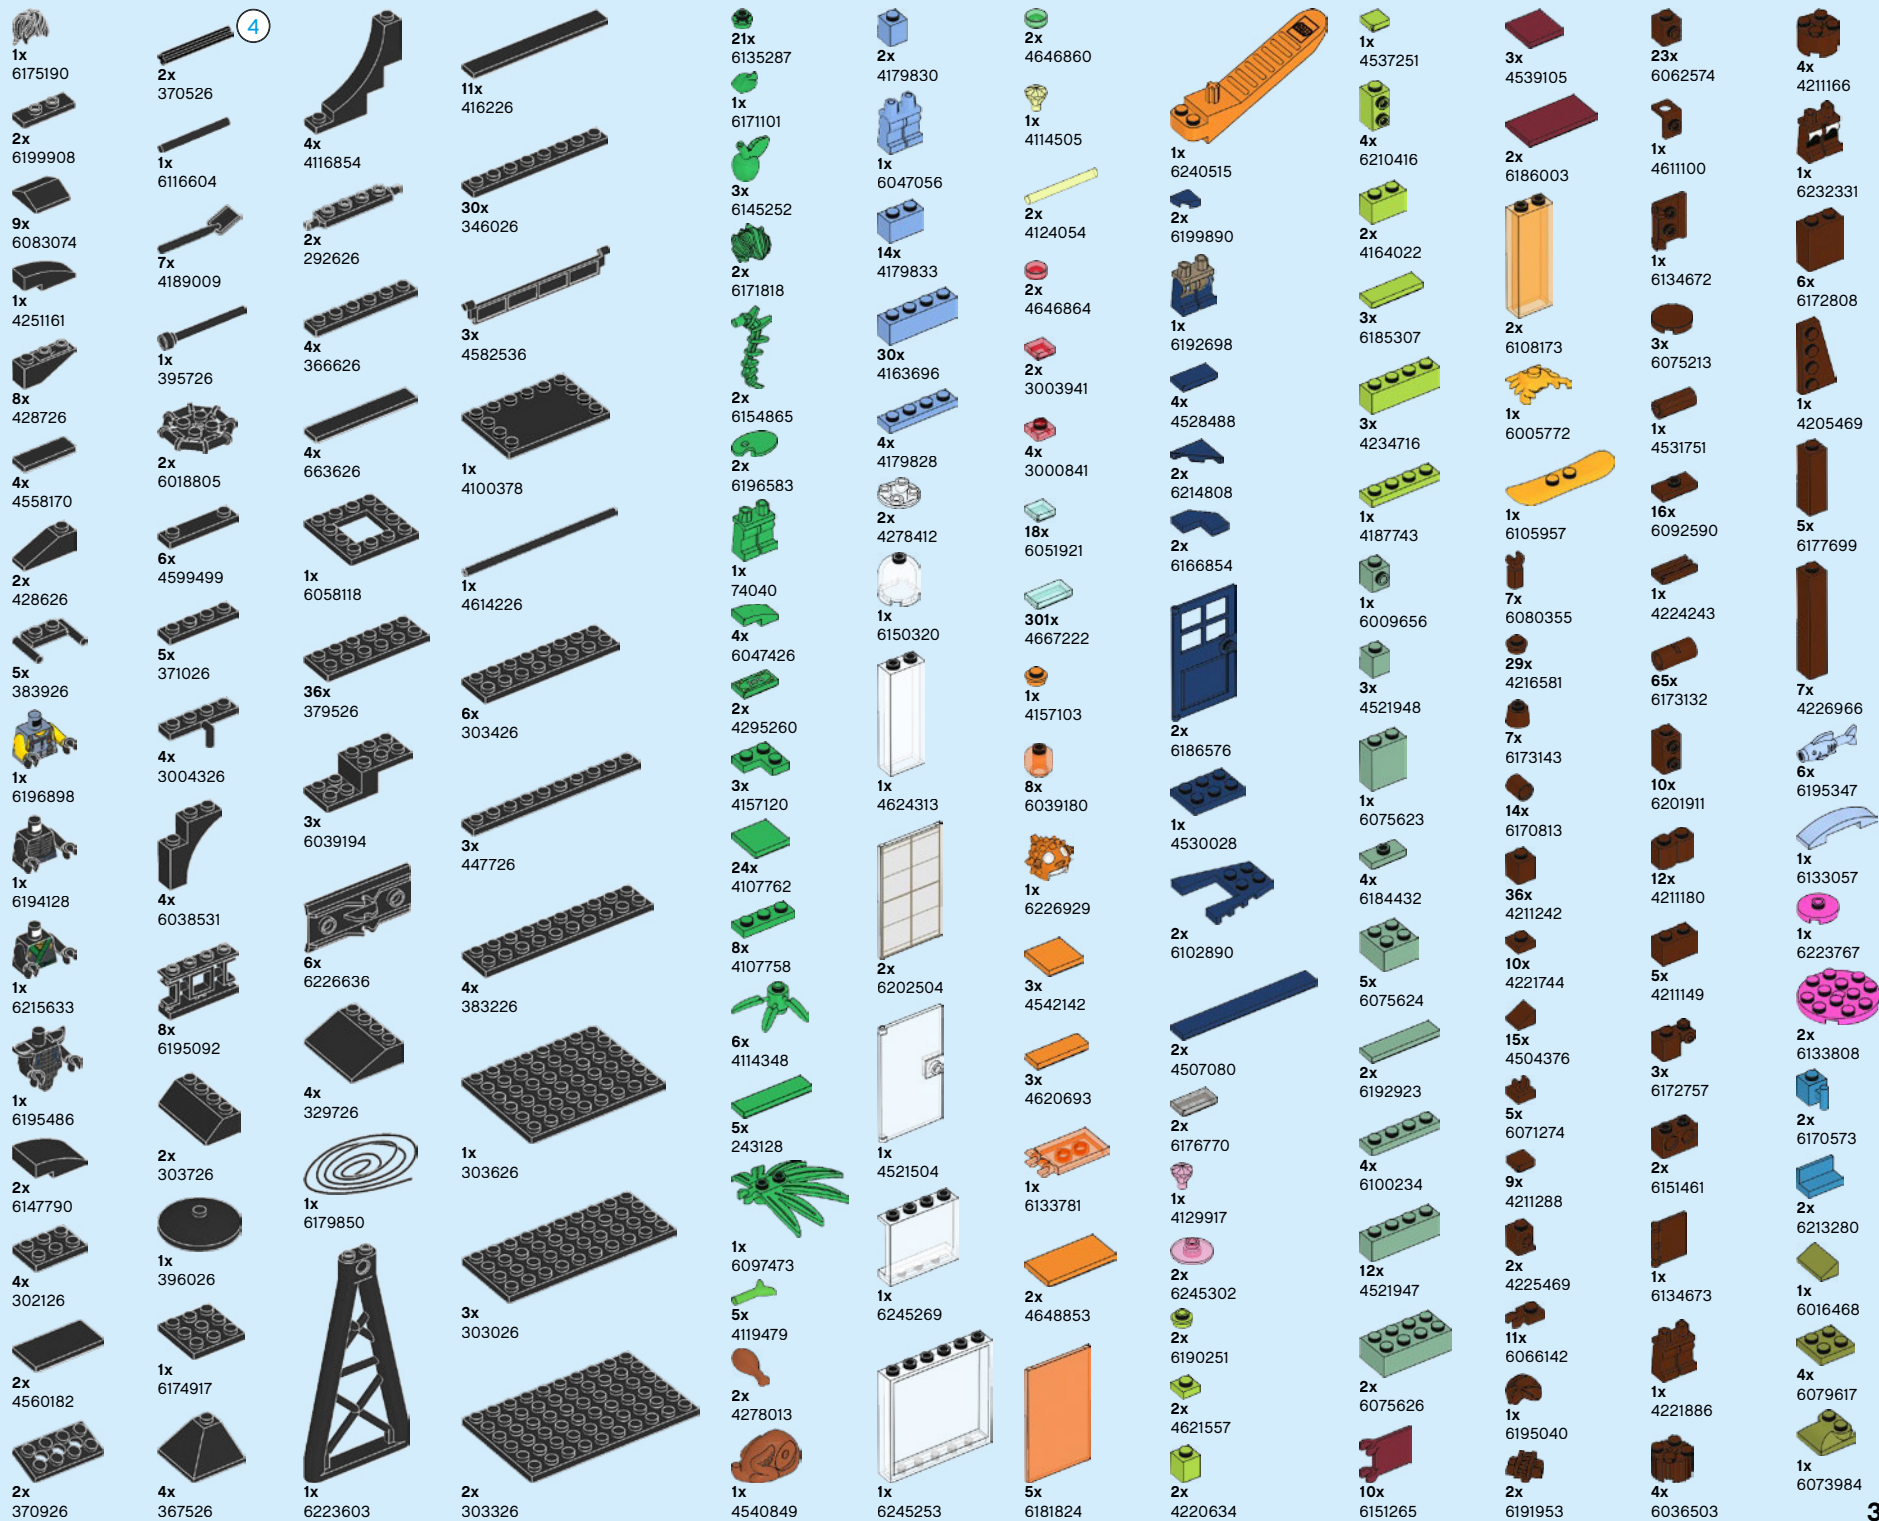 1x
6175190
2x
6199908
9x
6083074
1x
4251161
8x
428726
4x
4558170
2x
428626
5x
383926
1x
6196898
1x
6194128
1x
6215633
1x
6195486
2x
6147790
4x
302126
2x
4560182
2x
370926
4
2x
370526
1x
6116604
7x
4189009
1x
395726
2x
6018805
6x
4599499
5x
371026
4x
3004326
4x
6038531
8x
6195092
2x
303726
1x
396026
1x
6174917
4x
367526
4x
4116854
2x
292626
4x
366626
4x
663626
1x
6058118
36x
379526
3x
6039194
6x
6226636
4x
329726
1x
6179850
1x
6223603
11x
416226
30x
346026
3x
4582536
1x
4100378
1x
4614226
6x
303426
3x
447726
4x
383226
1x
303626
3x
303026
2x
303326
21x
6135287
1x
6171101
3x
6145252
2x
6171818
2x
6154865
2x
6196583
1x
74040
4x
6047426
2x
4295260
3x
4157120
24x
4107762
8x
4107758
6x
4114348
5x
243128
1x
6097473
5x
4119479
2x
4278013
1x
4540849
2x
4179830
1x
6047056
14x
4179833
30x
4163696
4x
4179828
2x
4278412
1x
6150320
1x
4624313
2x
6202504
1x
4521504
1x
6245269
1x
6245253
2x
4646860
1x
4114505
2x
4124054
2x
4646864
2x
3003941
4x
3000841
18x
6051921
301x
4667222
1x
4157103
8x
6039180
1x
6226929
3x
4542142
3x
4620693
1x
6133781
2x
4648853
5x
6181824
1x
6240515
2x
6199890
1x
6192698
4x
4528488
2x
6214808
2x
6166854
2x
6186576
1x
4530028
2x
6102890
2x
4507080
2x
6176770
1x
4129917
2x
6245302
2x
6190251
2x
4621557
2x
4220634
1x
4537251
4x
6210416
2x
4164022
3x
6185307
3x
4234716
1x
4187743
1x
6009656
3x
4521948
1x
6075623
4x
6184432
5x
6075624
2x
6192923
4x
6100234
12x
4521947
2x
6075626
10x
6151265
3x
4539105
2x
6186003
2x
6108173
1x
6005772
1x
6105957
7x
6080355
29x
4216581
7x
6173143
14x
6170813
36x
4211242
10x
4221744
15x
4504376
5x
6071274
9x
4211288
2x
4225469
11x
6066142
1x
6195040
2x
6191953
23x
6062574
1x
4611100
1x
6134672
3x
6075213
1x
4531751
16x
6092590
1x
4224243
65x
6173132
10x
6201911
12x
4211180
5x
4211149
3x
6172757
2x
6151461
1x
6134673
1x
4221886
4x
6036503
4x
4211166
1x
6232331
6x
6172808
1x
4205469
5x
6177699
7x
4226966
6x
6195347
1x
6133057
1x
6223767
2x
6133808
2x
6170573
2x
6213280
1x
6016468
4x
6079617
1x
6073984
3